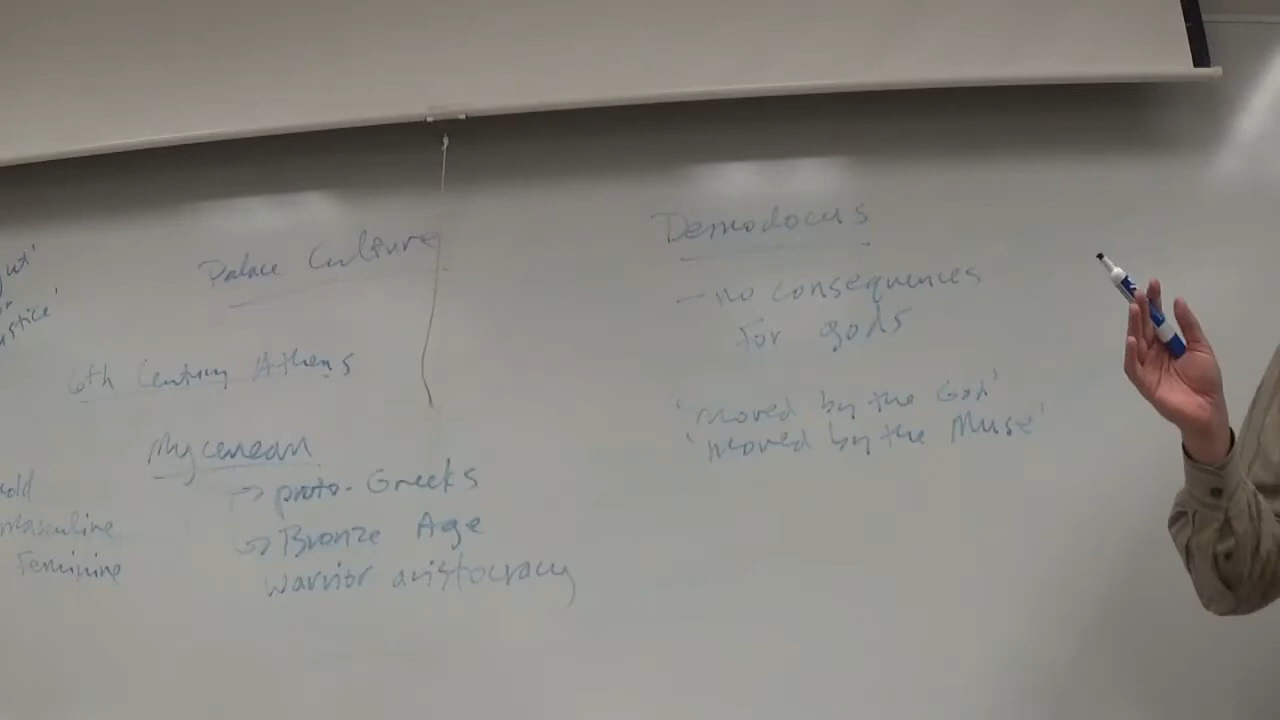 Palace Culture
6th Century Athens
Mycenean
→ proto-Greeks
→ Bronze Age
warrior aristocracy
Masculine
Feminine
Demodocus
- no consequences
for gods
'moved by the God'
'moved by the Muse'